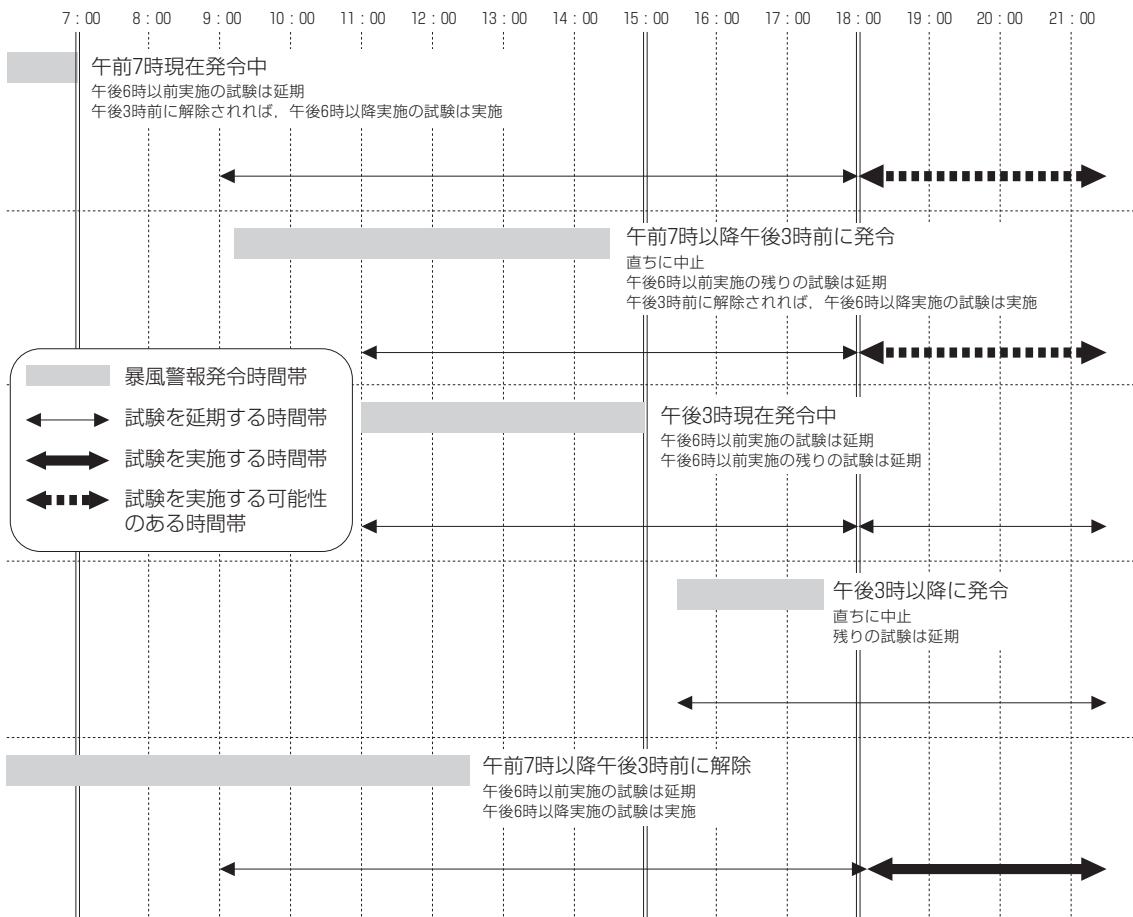 7：00 8：00 9：00 10：00 11：00 12：00 13：00 14：00 15：00 16：00 17：00 18：00 19：00 20：00 21：00
午前7時現在発令中
午後6時以前実施の試験は延期
午後3時前に解除されれば，午後6時以降実施の試験は実施
午前7時以降午後3時前に発令
直ちに中止
午後6時以前実施の残りの試験は延期
午後3時前に解除されれば，午後6時以降実施の試験は実施
暴風警報発令時間帯
試験を延期する時間帯
試験を実施する時間帯
試験を実施する可能性
のある時間帯
午後3時現在発令中
午後6時以前実施の試験は延期
午後6時以前実施の残りの試験は延期
午後3時以降に発令
直ちに中止
残りの試験は延期
午前7時以降午後3時前に解除
午後6時以前実施の試験は延期
午後6時以降実施の試験は実施